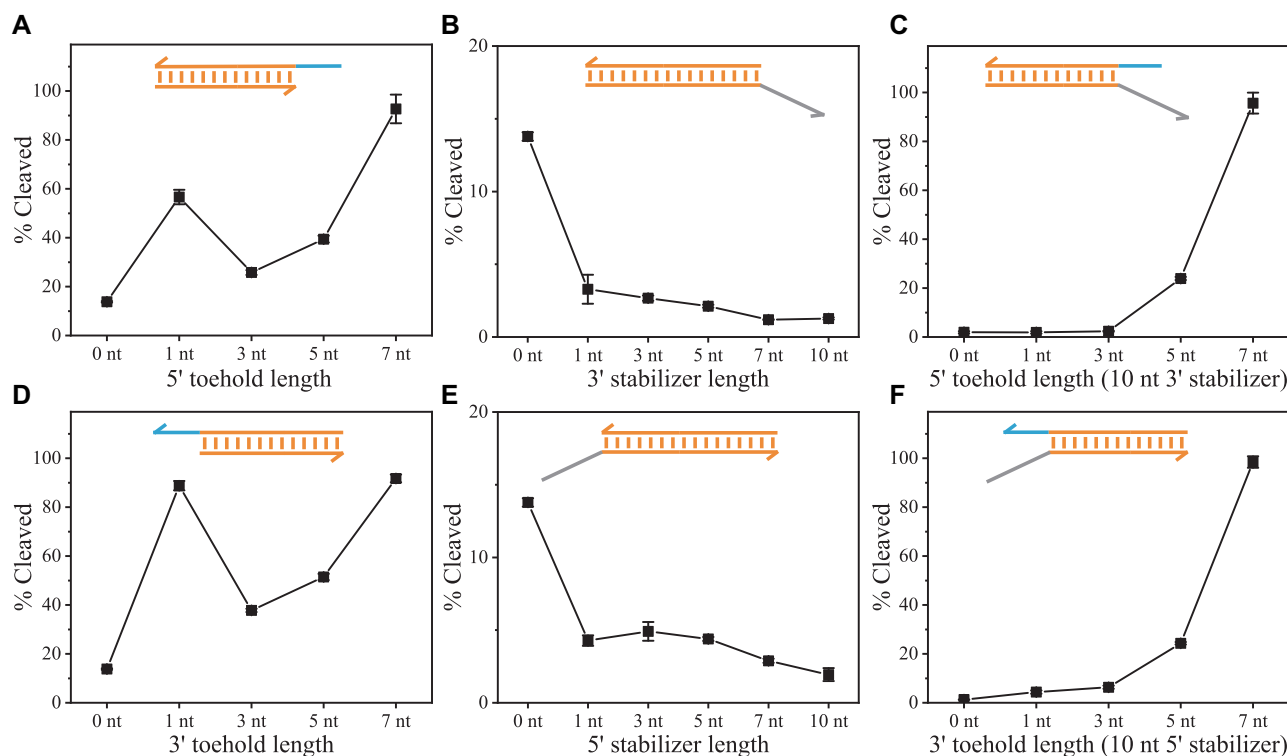 A
% Cleaved
100
80
60
40
20
0
0 nt 1 nt 3 nt 5 nt 7 nt
5' toehold length
B
% Cleaved
20
10
0
0 nt 1 nt 3 nt 5 nt 7 nt 10 nt
3' stabilizer length
C
% Cleaved
100
80
60
40
20
0
0 nt 1 nt 3 nt 5 nt 7 nt
5' toehold length (10 nt 3' stabilizer)
D
% Cleaved
100
80
60
40
20
0
0 nt 1 nt 3 nt 5 nt 7 nt
3' toehold length
E
% Cleaved
20
10
0
0 nt 1 nt 3 nt 5 nt 7 nt 10 nt
5' stabilizer length
F
% Cleaved
100
80
60
40
20
0
0 nt 1 nt 3 nt 5 nt 7 nt
3' toehold length (10 nt 5' stabilizer)